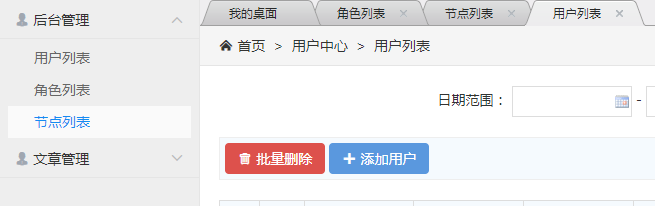 后台管理
用户列表
角色列表
节点列表
文章管理
我的桌面 角色列表 节点列表 用户列表
首页 > 用户中心 > 用户列表
日期范围： -
批量删除 添加用户